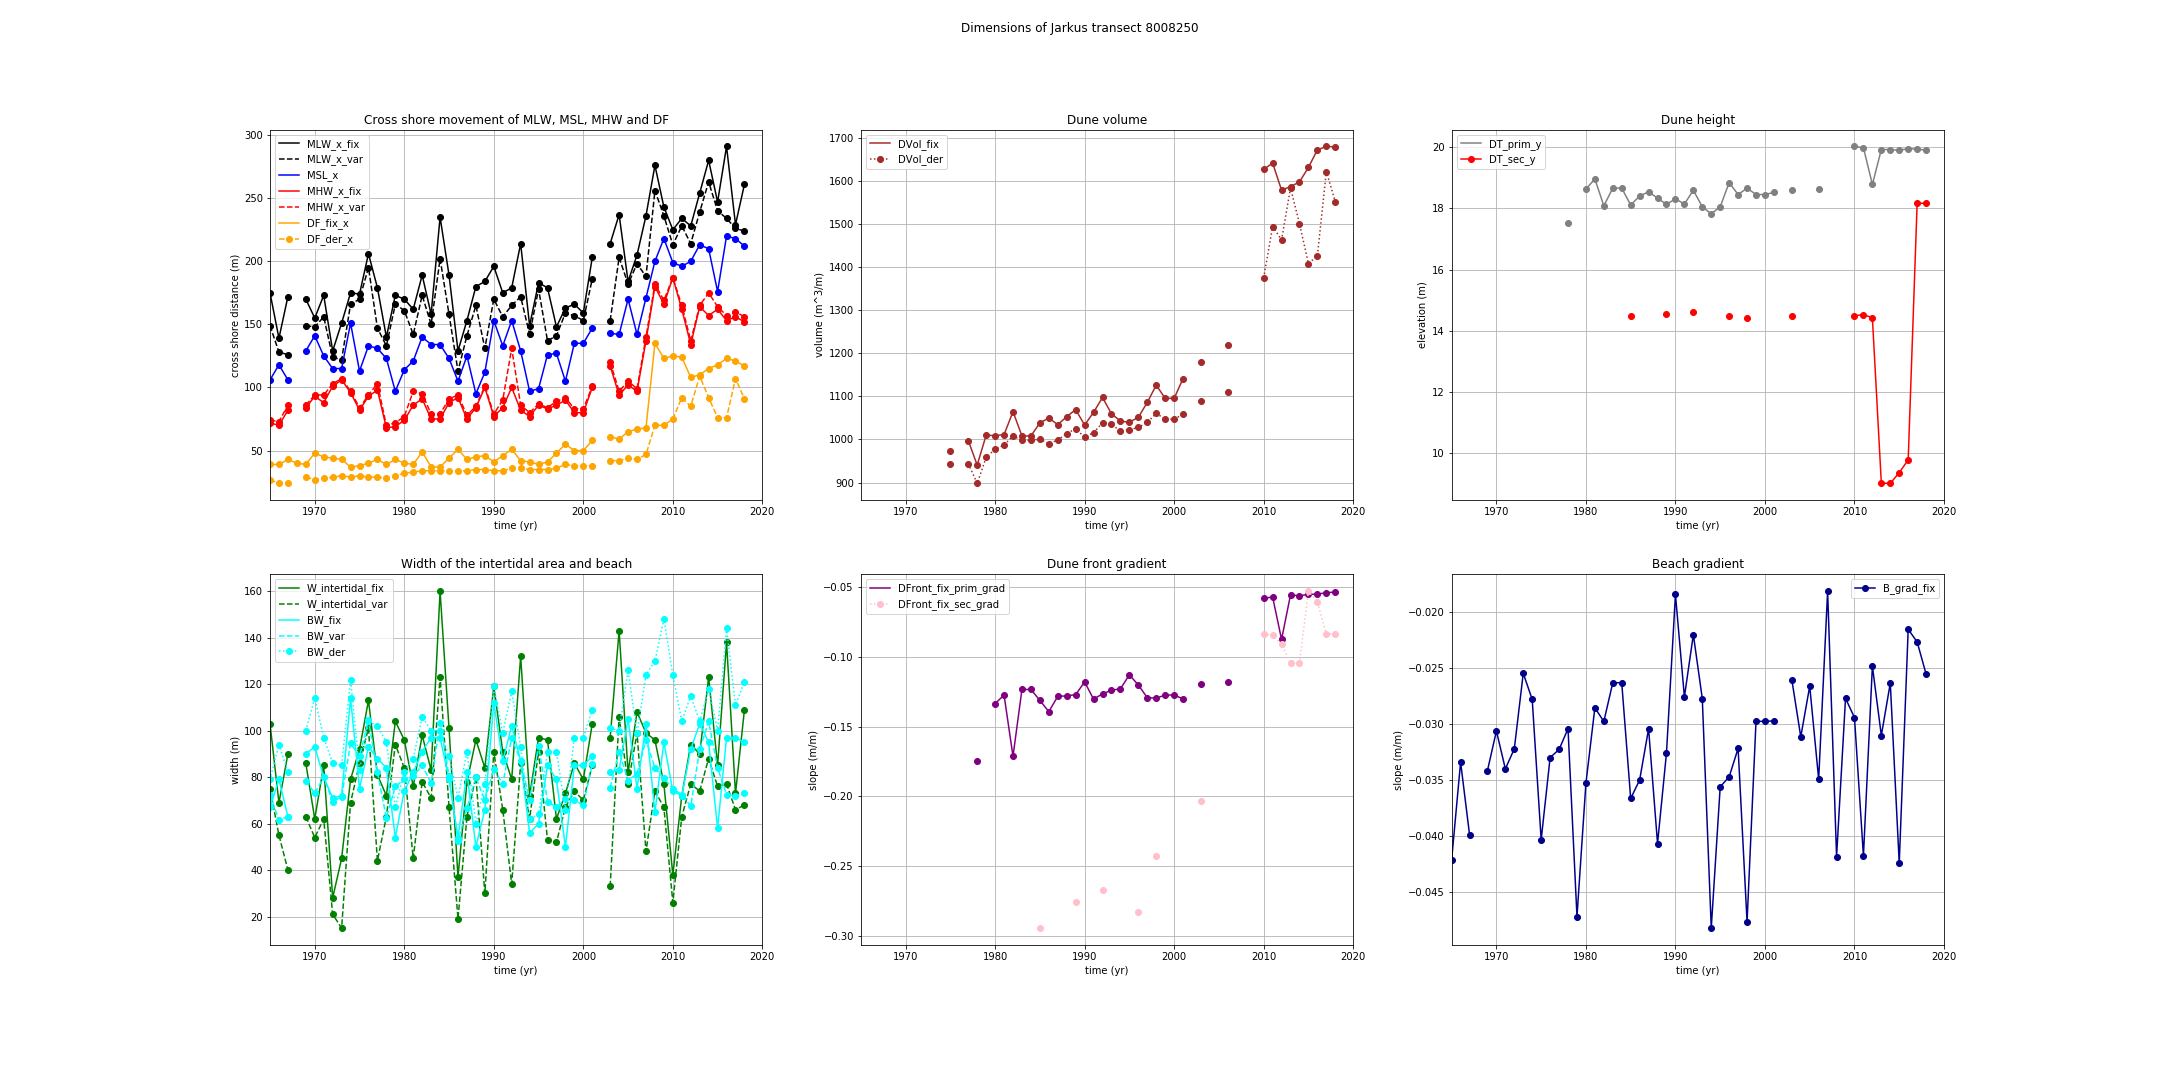 Dimensions of Jarkus transect 8008250
Cross shore movement of MLW, MSL, MHW and DF
300
250
200
150
100
50
cross shore distance (m)
MLW_x_fix
MLW_x_var
MSL_x
MHW_x_fix
MHW_x_var
DF_fix_x
DF_der_x
1970 1980 1990 2000 2010 2020
time (yr)
Dune volume
1700
1600
1500
1400
1300
1200
1100
1000
900
volume (m^3/m)
DVol_fix
DVol_der
1970 1980 1990 2000 2010 2020
time (yr)
Dune height
20
18
16
14
12
10
elevation (m)
DT_prim_y
DT_sec_y
1970 1980 1990 2000 2010 2020
time (yr)
Width of the intertidal area and beach
160
140
120
100
80
60
40
20
width (m)
W_intertidal_fix
W_intertidal_var
BW_fix
BW_var
BW_der
1970 1980 1990 2000 2010 2020
time (yr)
Dune front gradient
−0.05
−0.10
−0.15
−0.20
−0.25
−0.30
slope (m/m)
DFront_fix_prim_grad
DFront_fix_sec_grad
1970 1980 1990 2000 2010 2020
time (yr)
Beach gradient
−0.020
−0.025
−0.030
−0.035
−0.040
−0.045
slope (m/m)
B_grad_fix
1970 1980 1990 2000 2010 2020
time (yr)